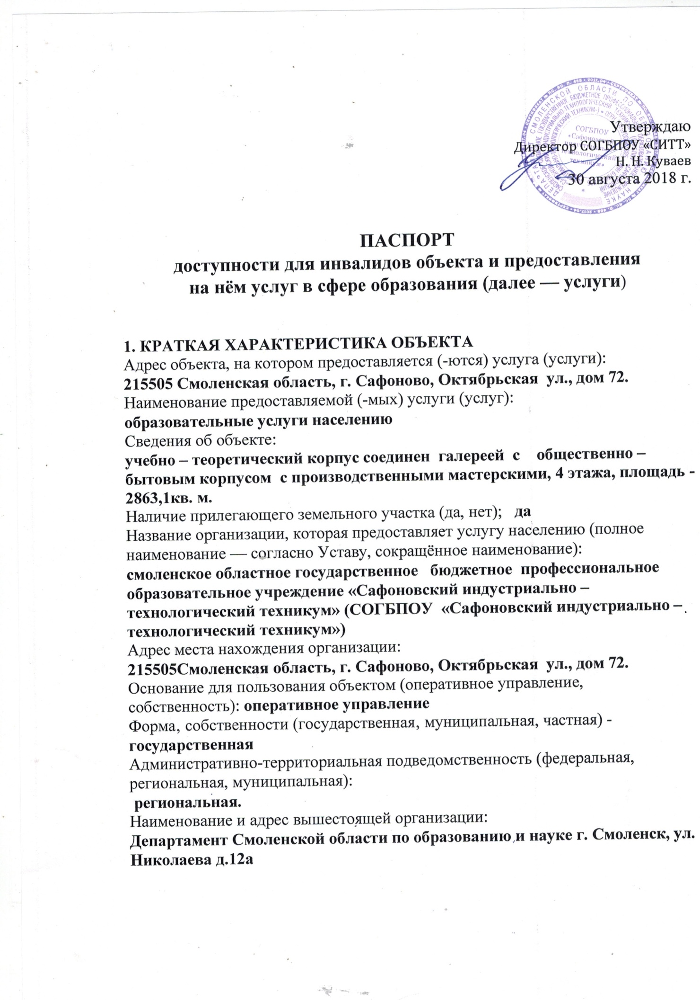 СОГБПОУ
«Сафоновский
технологический
техникум»
Утверждаю
Директор СОГБПОУ «СИТТ»
Н. Н. Куваев
30 августа 2018 г.
ПАСПОРТ
доступности для инвалидов объекта и предоставления
на нём услуг в сфере образования (далее — услуги)
1. КРАТКАЯ ХАРАКТЕРИСТИКА ОБЪЕКТА
Адрес объекта, на котором предоставляется (-ются) услуга (услуги):
215505 Смоленская область, г. Сафоново, Октябрьская ул., дом 72.
Наименование предоставляемой (-мых) услуги (услуг):
образовательные услуги населению
Сведения об объекте:
учебно – теоретический корпус соединен галереей с общественно –
бытовым корпусом с производственными мастерскими, 4 этажа, площадь -
2863,1кв. м.
Наличие прилегающего земельного участка (да, нет); да
Название организации, которая предоставляет услугу населению (полное
наименование — согласно Уставу, сокращённое наименование):
смоленское областное государственное бюджетное профессиональное
образовательное учреждение «Сафоновский индустриально –
технологический техникум» (СОГБПОУ «Сафоновский индустриально –
технологический техникум»)
Адрес места нахождения организации:
215505Смоленская область, г. Сафоново, Октябрьская ул., дом 72.
Основание для пользования объектом (оперативное управление,
собственность): оперативное управление
Форма, собственности (государственная, муниципальная, частная) -
государственная
Административно-территориальная подведомственность (федеральная,
региональная, муниципальная):
региональная.
Наименование и адрес вышестоящей организации:
Департамент Смоленской области по образованию и науке г. Смоленск, ул.
Николаева д.12а